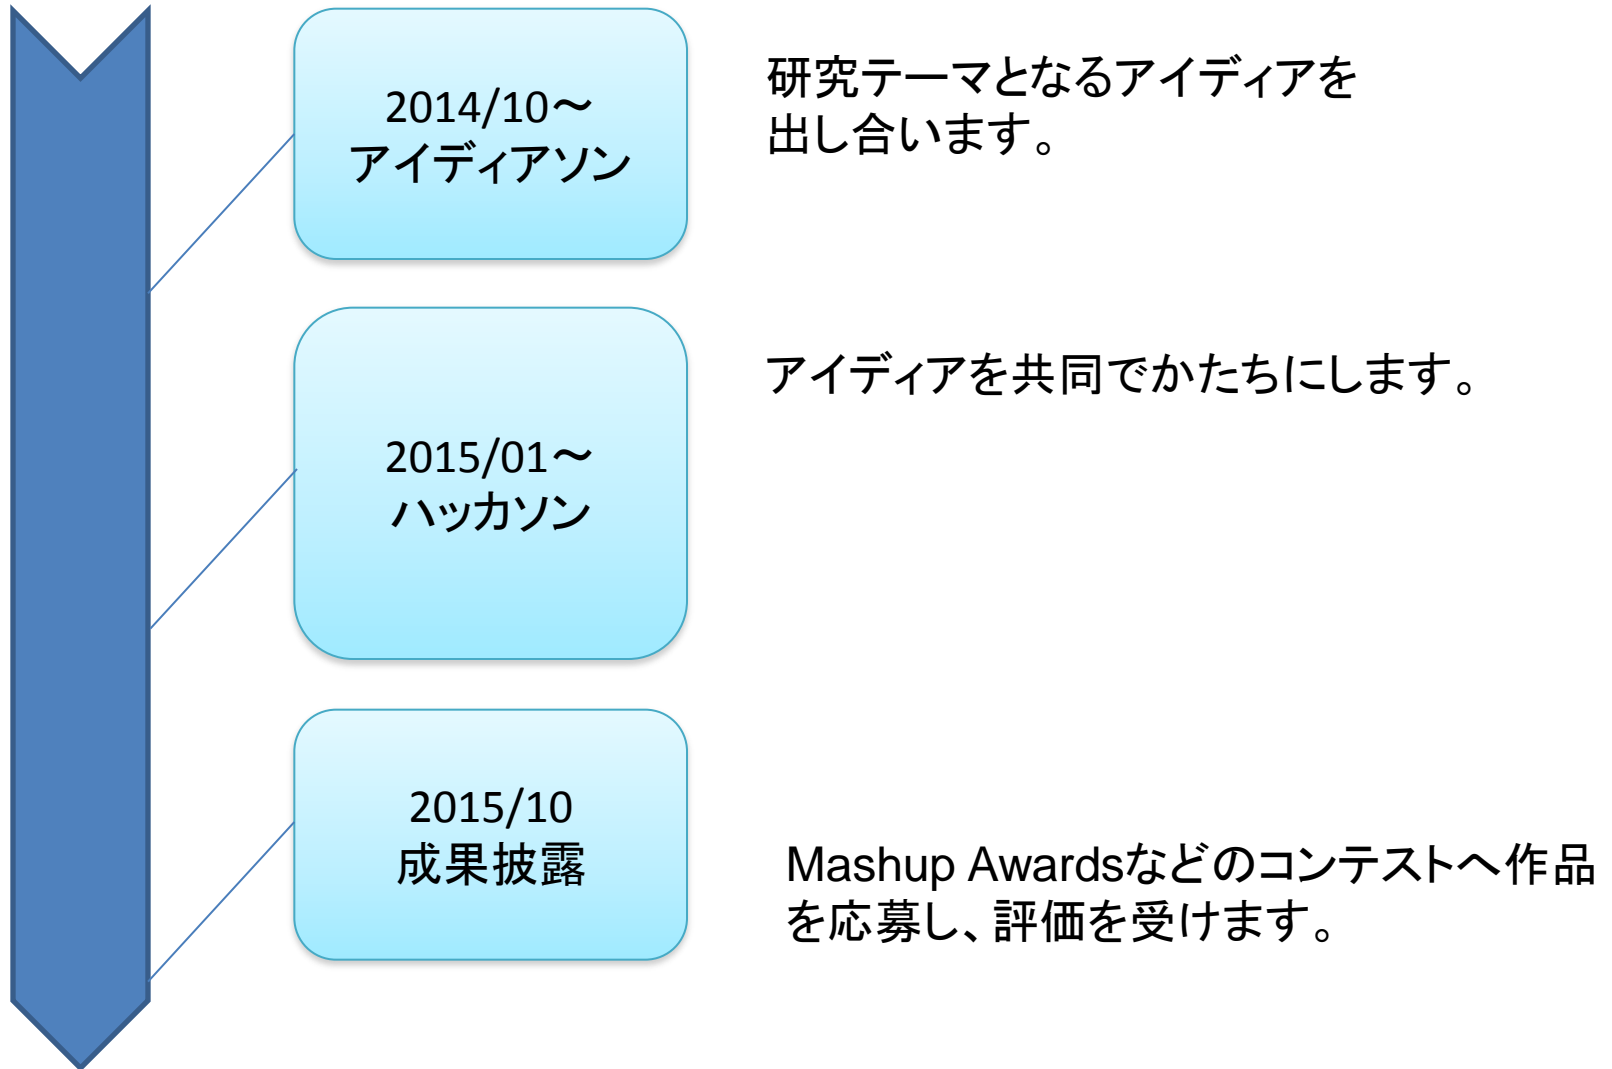 2014/10～
アイディアソン
研究テーマとなるアイディアを
出し合います。
2015/01～
ハッカソン
アイディアを共同でかたちにします。
2015/10
成果披露
Mashup Awardsなどのコンテストへ作品
を応募し、評価を受けます。